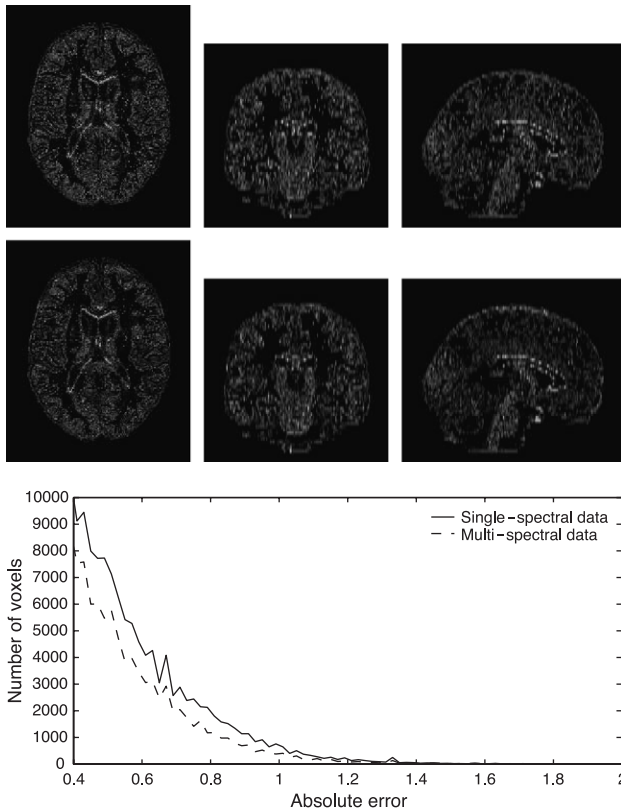 10000
9000
8000
7000
6000
5000
4000
3000
2000
1000
0
Number of voxels
Single-spectral data
Multi-spectral data
0.4 0.6 0.8 1 1.2 1.4 1.6 1.8 2
Absolute error